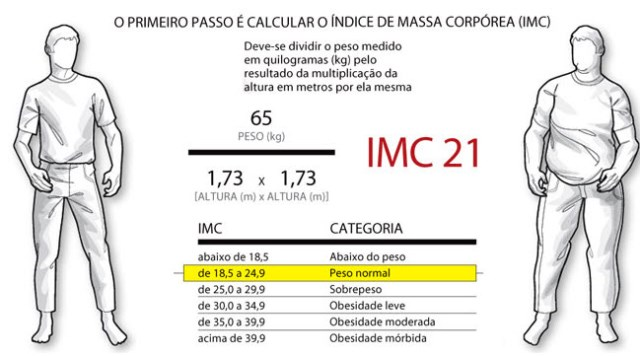 O PRIMEIRO PASSO É CALCULAR O ÍNDICE DE MASSA CORPÓREA (IMC)
Deve-se dividir o peso medido
em quilogramas (kg) pelo
resultado da multiplicação da
altura em metros por ela mesma
65
PESO (kg)
IMC 21
1,73 x 1,73
[ALTURA (m) x ALTURA (m)]
IMC CATEGORIA
abaixo de 18,5 Abaixo do peso
de 18,5 a 24,9 Peso normal
de 25,0 a 29,9 Sobrepeso
de 30,0 a 34,9 Obesidade leve
de 35,0 a 39,9 Obesidade moderada
acima de 39,9 Obesidade mórbida